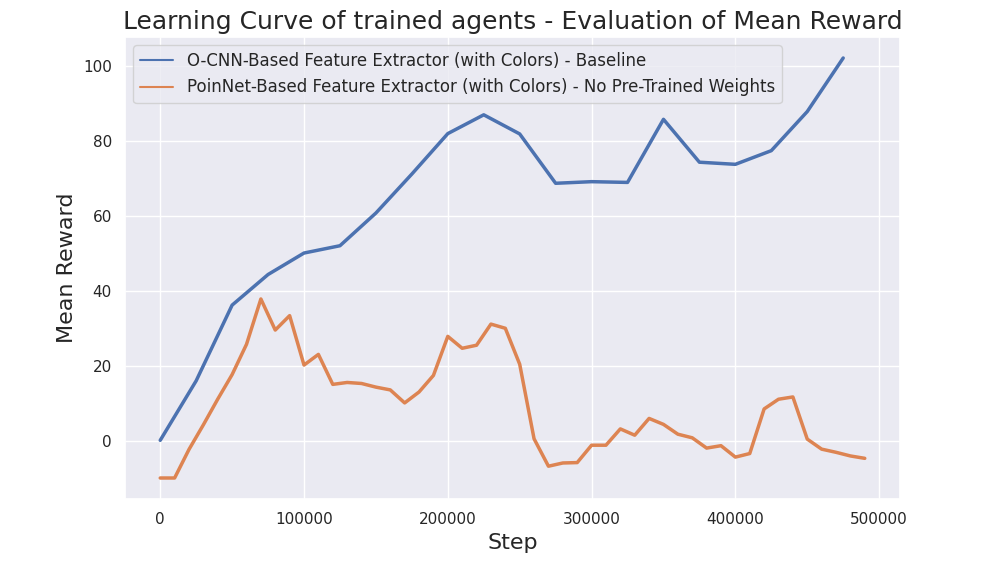 Learning Curve of trained agents - Evaluation of Mean Reward
O-CNN-Based Feature Extractor (with Colors) - Baseline
PoinNet-Based Feature Extractor (with Colors) - No Pre-Trained Weights
Mean Reward
100
80
60
40
20
0
0 100000 200000 300000 400000 500000
Step